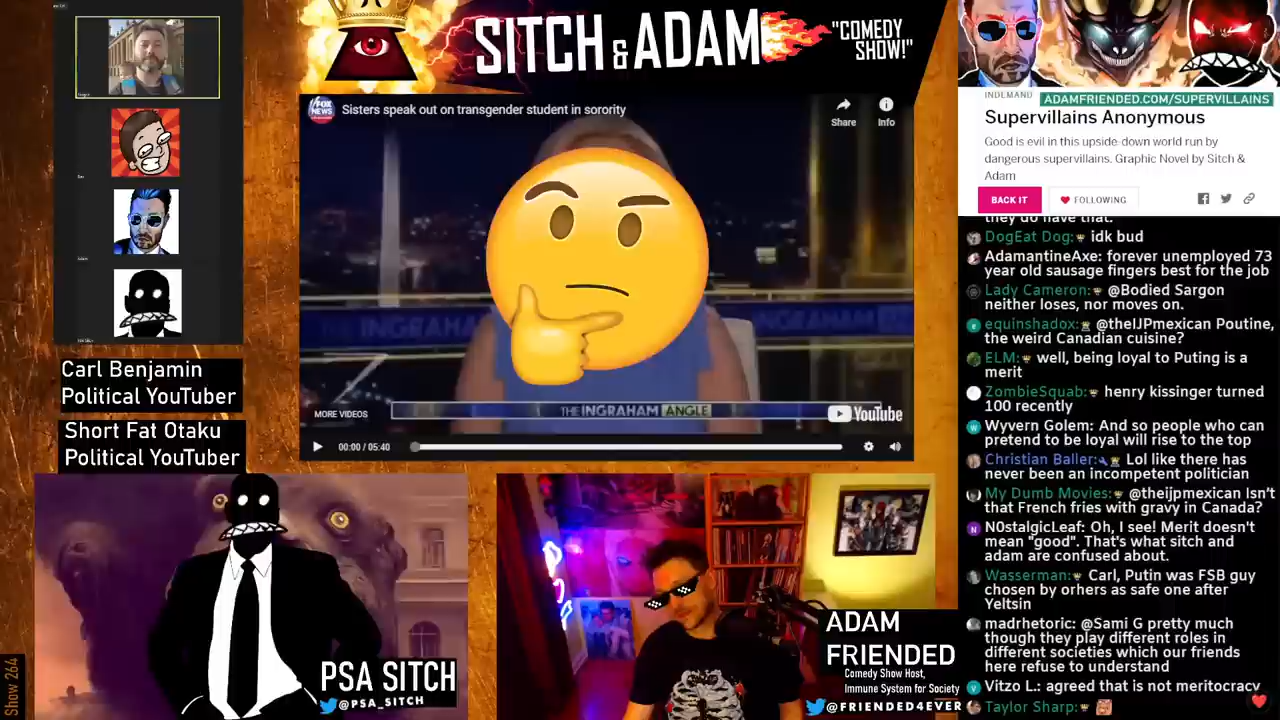 SITCH & ADAM
"COMEDY
SHOW!"
FOX
NEWS
Sisters speak out on transgender student in sorority
Share
Info
THE INGRAHAM
INGRAHAM
MORE VIDEOS
THE INGRAHAM ANGLE
YouTube
00:00 / 05:40
Carl Benjamin
Political YouTuber
Short Fat Otaku
Political YouTuber
Show 264
PSA SITCH
@PSA_SITCH
ADAM
FRIENDED
Comedy Show Host,
Immune System for Society
@FRIENDED4EVER
INDEMAND
ADAMFRIENDED.COM/SUPERVILLAINS
Supervillains Anonymous
Good is evil in this upside-down world run by
dangerous supervillains. Graphic Novel by Sitch &
Adam
BACK IT
FOLLOWING
they do have that.
DogEat Dog: idk bud
AdamantineAxe: forever unemployed 73
year old sausage fingers best for the job
Lady Cameron: @Bodied Sargon
neither loses, nor moves on.
equinshadox: @theIJPmexican Poutine,
the weird Canadian cuisine?
ELM: well, being loyal to Puting is a
merit
ZombieSquab: henry kissinger turned
100 recently
Wyvern Golem: And so people who
can pretend to be loyal will rise to the top
Christian Baller: Lol like there has
never been an incompetent politician
My Dumb Movies: @theijpmexican Isn't
that French fries with gravy in Canada?
N0stalgicLeaf: Oh, I see! Merit doesn't
mean "good". That's what sitch and
adam are confused about.
Wasserman: Carl, Putin was FSB guy
chosen by orhers as safe one after
Yeltsin
madrhetoric: @Sami G pretty much
though they play different roles in
different societies which our friends
here refuse to understand
Vitzo L.: agreed that is not meritocracy
Taylor Sharp: